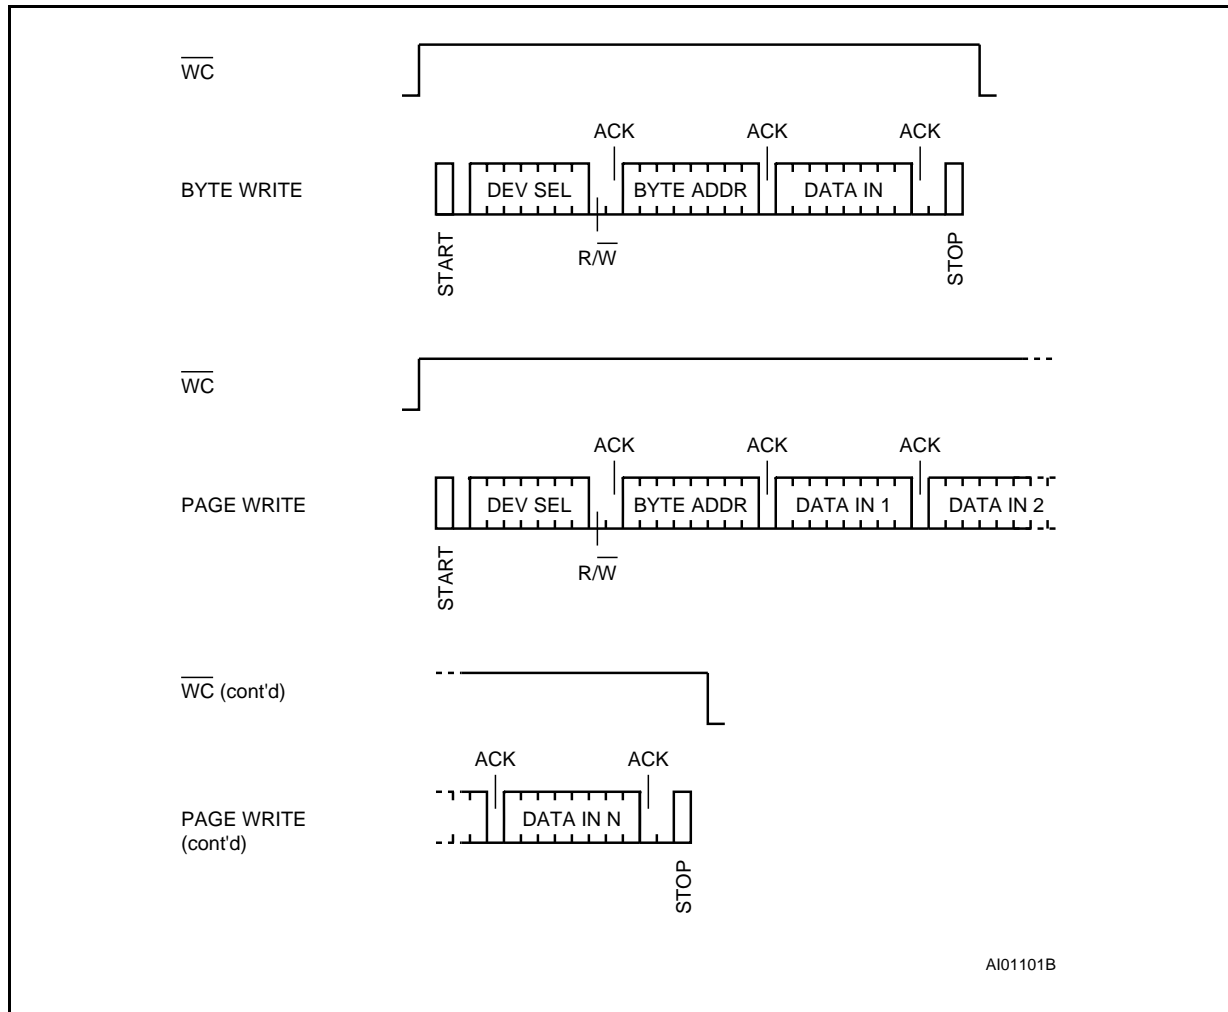 WC
ACK ACK ACK
BYTE WRITE
DEV SEL BYTE ADDR DATA IN
START
R/W
STOP
WC
ACK ACK ACK
PAGE WRITE
DEV SEL BYTE ADDR DATA IN 1 DATA IN 2
START
R/W
WC (cont'd)
ACK ACK
PAGE WRITE
(cont'd)
DATA IN N
STOP
AI01101B